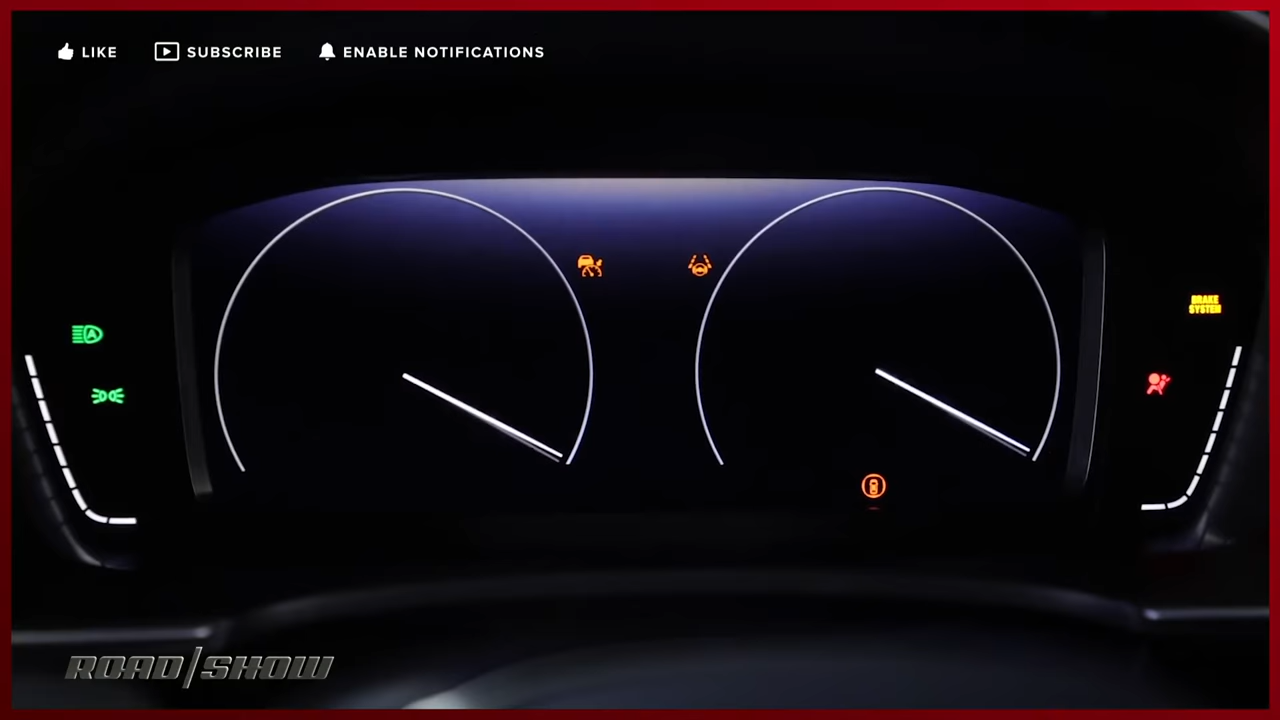 LIKE SUBSCRIBE ENABLE NOTIFICATIONS
A
BRAKE
SYSTEM
ROAD/SHOW